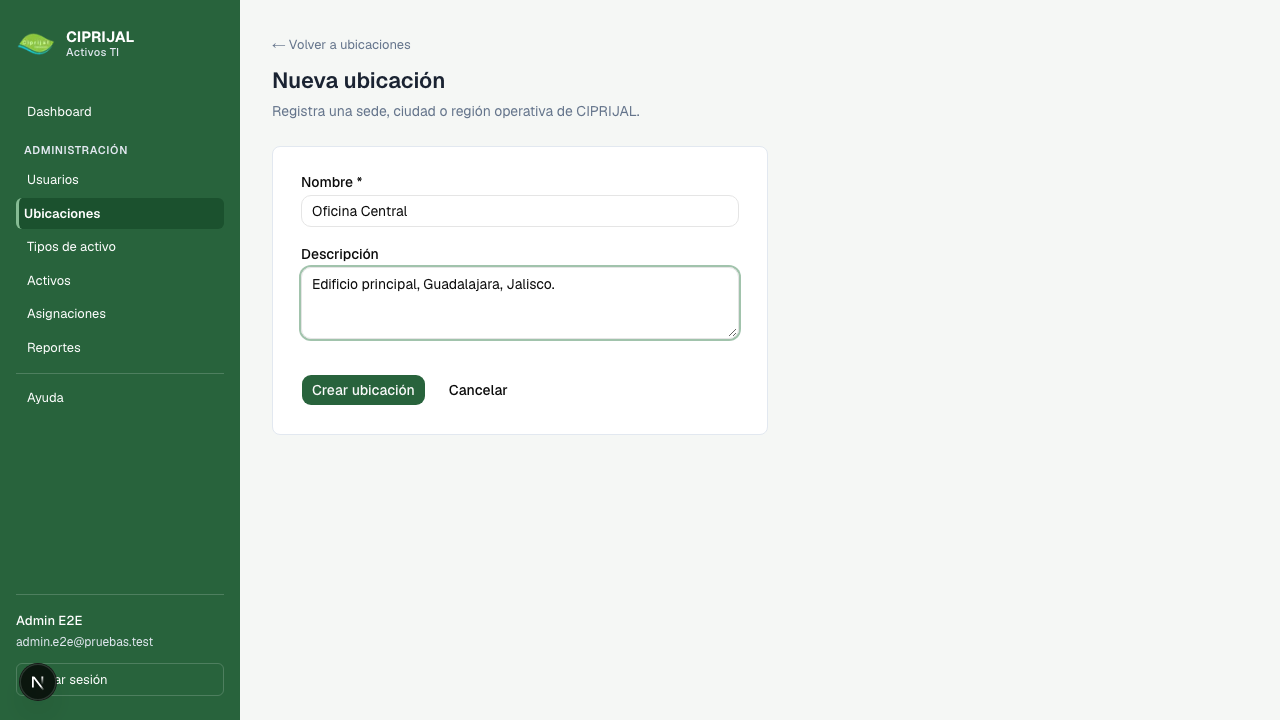 CIPRIJAL
Activos TI
Dashboard
ADMINISTRACIÓN
Usuarios
Ubicaciones
Tipos de activo
Activos
Asignaciones
Reportes
Ayuda
Admin E2E
admin.e2e@pruebas.test
ar sesión
← Volver a ubicaciones
Nueva ubicación
Registra una sede, ciudad o región operativa de CIPRIJAL.
Nombre *
Oficina Central
Descripción
Edificio principal, Guadalajara, Jalisco.
Crear ubicación
Cancelar